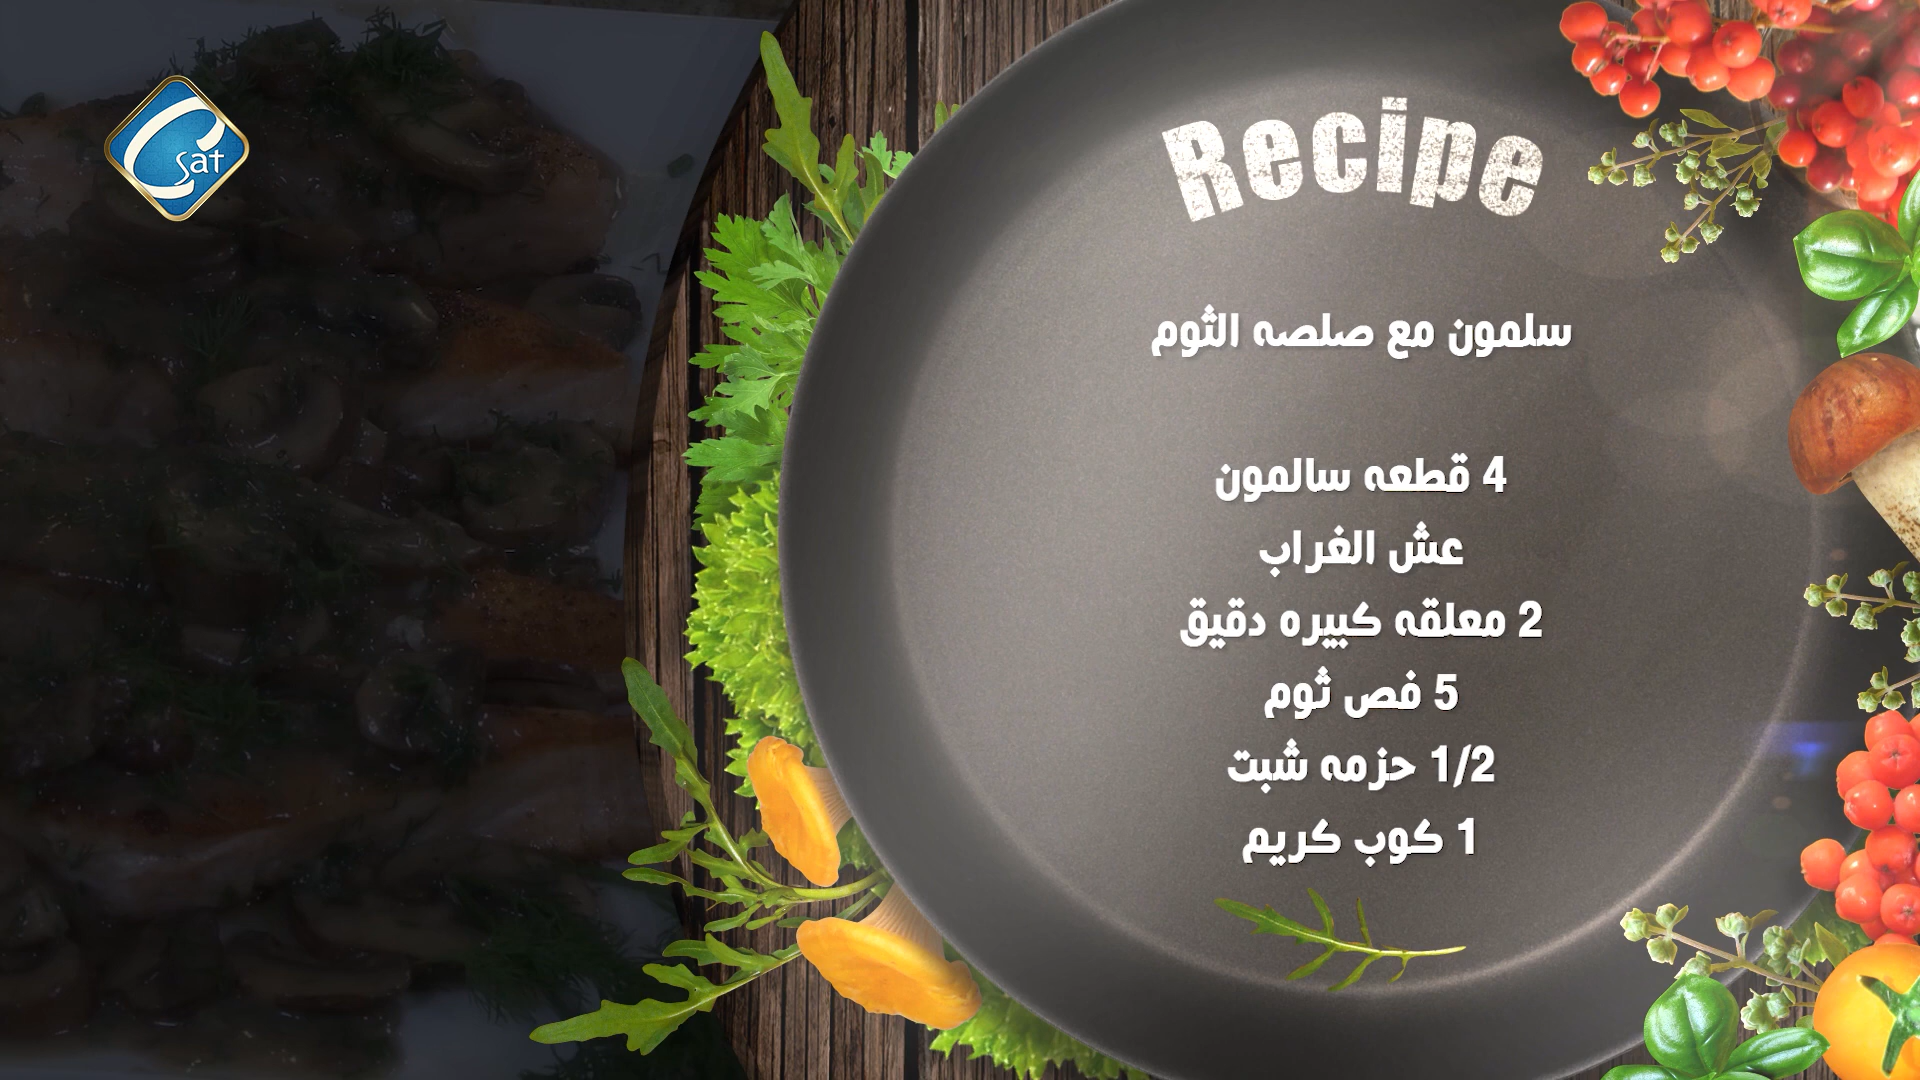 C sat
Recipe
سلمون مع صلصه الثوم
4 قطعه سالمون
عش الغراب
2 معلقه كبيره دقيق
5 فص ثوم
1/2 حزمه شبت
1 كوب كريم